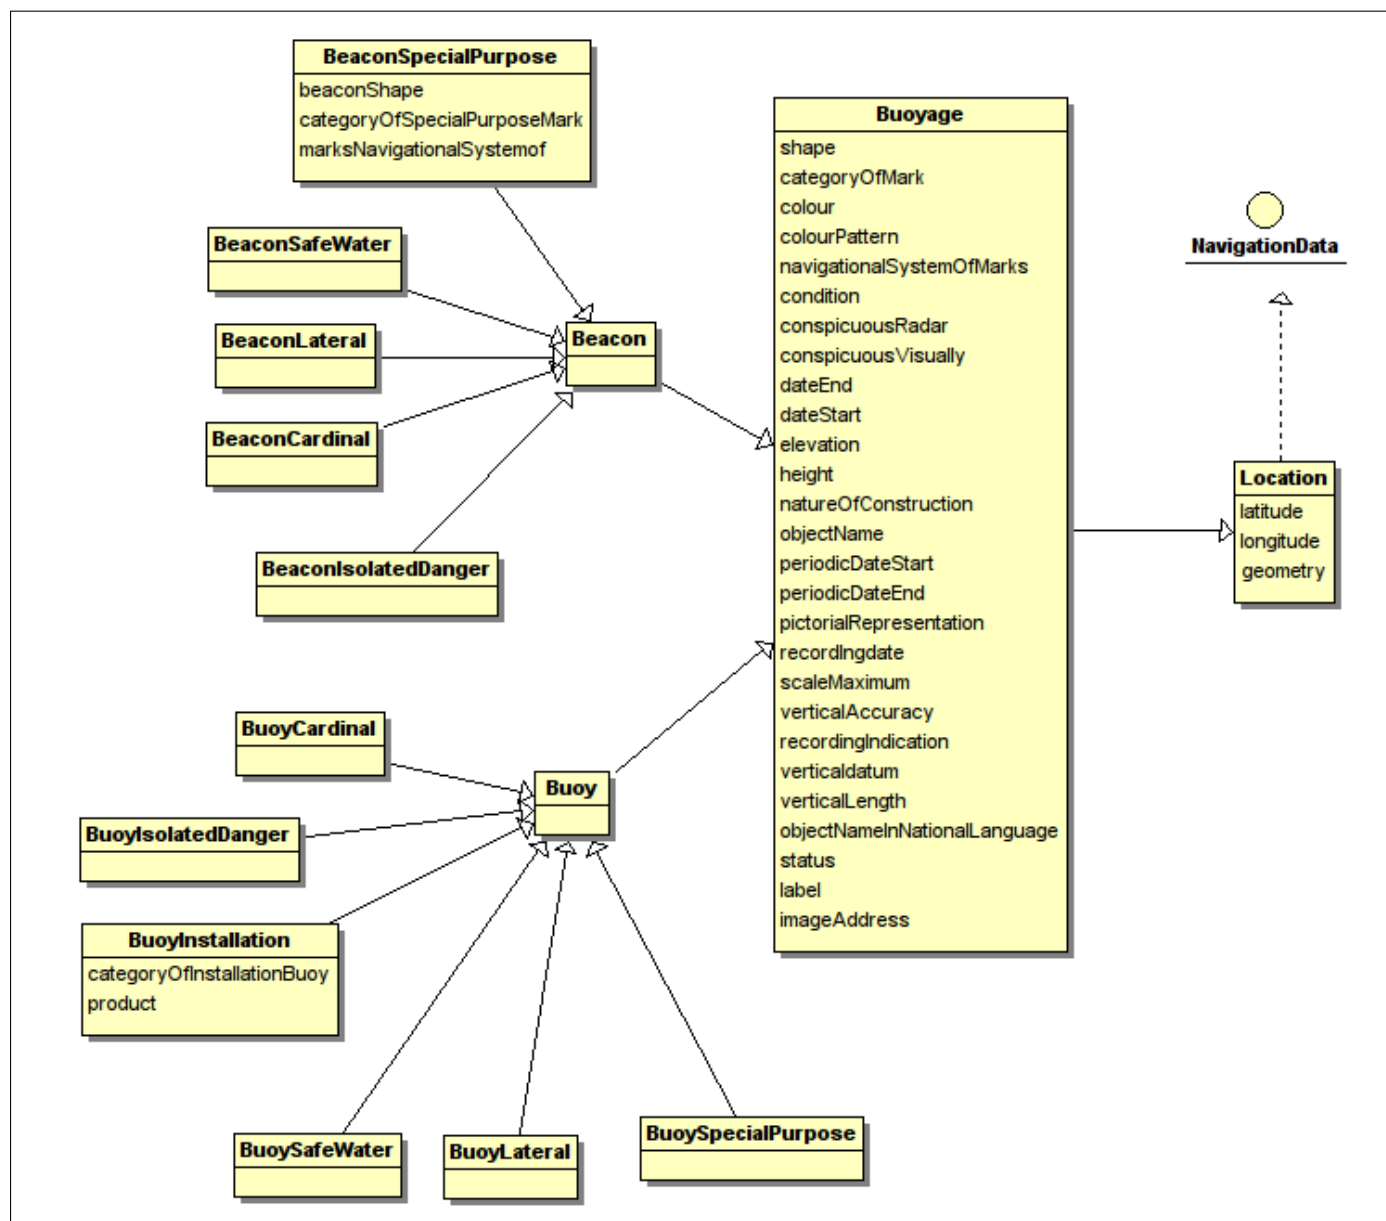 BeaconSpecialPurpose
beaconShape
categoryOfSpecialPurposeMark
marksNavigationalSystemof
BeaconSafeWater
BeaconLateral
BeaconCardinal
BeaconIsolatedDanger
Beacon
Buoyage
shape
categoryOfMark
colour
colourPattern
navigationalSystemOfMarks
condition
conspicuousRadar
conspicuousVisually
dateEnd
dateStart
elevation
height
natureOfConstruction
objectName
periodicDateStart
periodicDateEnd
pictorialRepresentation
recordIngdate
scaleMaximum
verticalAccuracy
recordingIndication
verticaldatum
verticalLength
objectNameInNationalLanguage
status
label
imageAddress
NavigationData
Location
latitude
longitude
geometry
BuoyCardinal
BuoyIsolatedDanger
BuoyInstallation
categoryOfInstallationBuoy
product
Buoy
BuoySafeWater
BuoyLateral
BuoySpecialPurpose